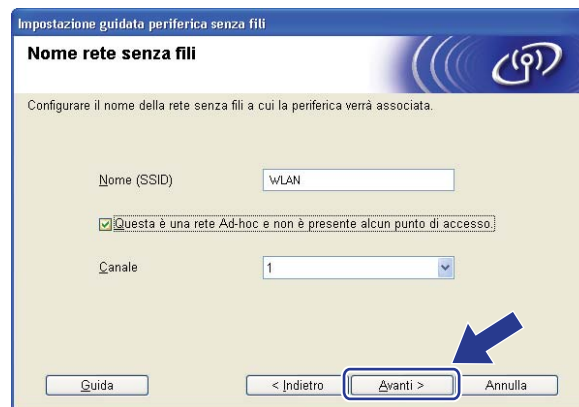 Impostazione guidata periferica senza fili
Nome rete senza fili
Configurare il nome della rete senza fili a cui la periferica verrà associata.
Nome (SSID)
WLAN
Questa è una rete Ad-hoc e non è presente alcun punto di accesso.
Canale
1
Guida
< Indietro
Avanti >
Annulla